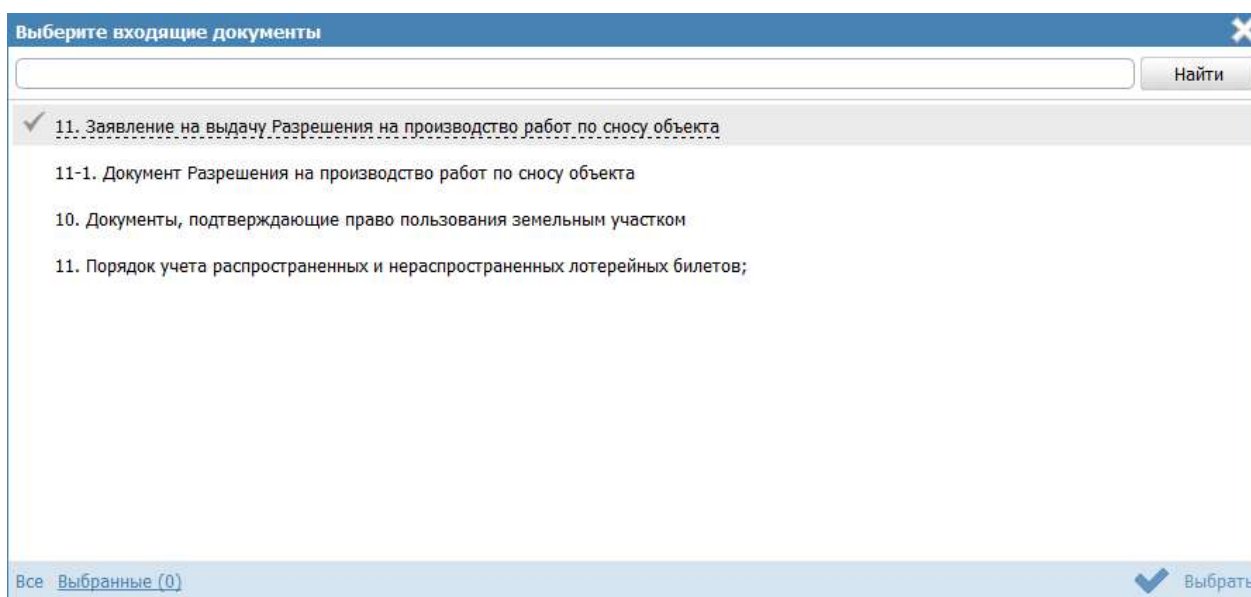 Выберите входящие документы
Найти
11. Заявление на выдачу Разрешения на производство работ по сносу объекта
11-1. Документ Разрешения на производство работ по сносу объекта
10. Документы, подтверждающие право пользования земельным участком
11. Порядок учета распространенных и нераспространенных лотерейных билетов;
Все Выбранные (0) Выбрать